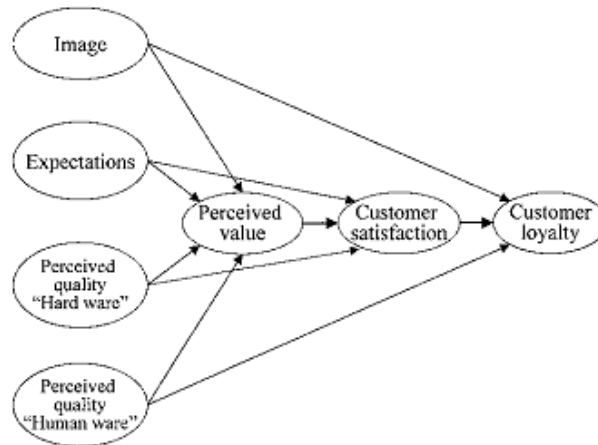 Image
Expectations
Perceived
value
Customer
satisfaction
Customer
loyalty
Perceived
quality
“Hard ware”
Perceived
quality
“Human ware”